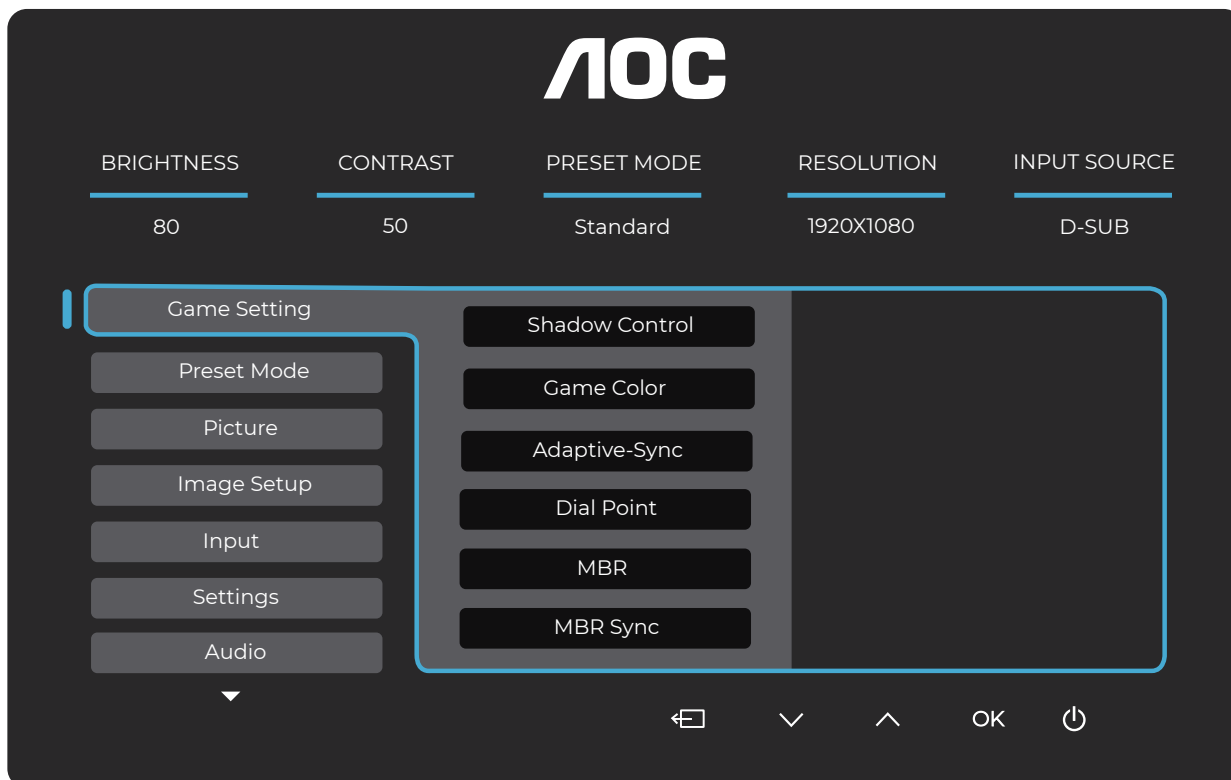 AOC
BRIGHTNESS CONTRAST PRESET MODE RESOLUTION INPUT SOURCE
80 50 Standard 1920X1080 D-SUB
Game Setting
Preset Mode
Picture
Image Setup
Input
Settings
Audio
Shadow Control
Game Color
Adaptive-Sync
Dial Point
MBR
MBR Sync
OK